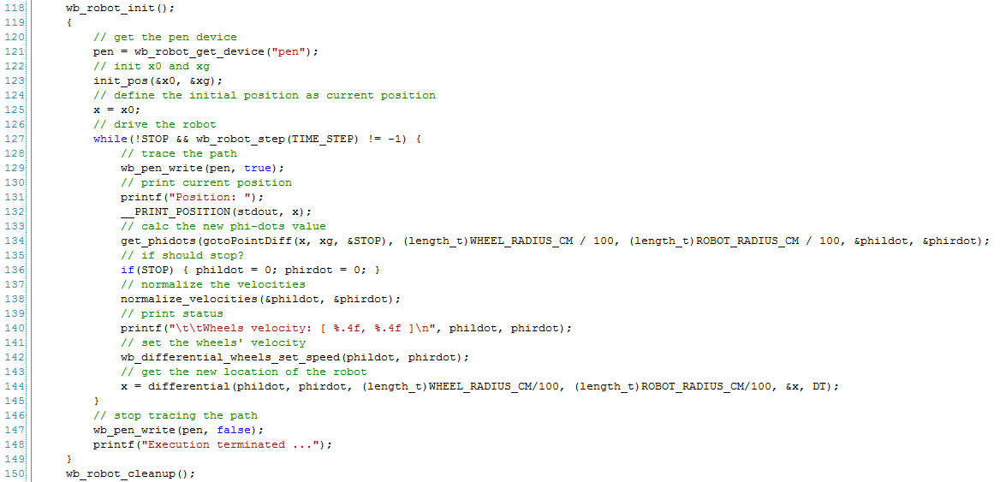 118 wb_robot_init();
119 {
120 // get the pen device
121 pen = wb_robot_get_device("pen");
122 // init x0 and xg
123 init_pos(&x0, &xg);
124 // define the initial position as current position
125 x = x0;
126 // drive the robot
127 while(!STOP && wb_robot_step(TIME_STEP) != -1) {
128 // trace the path
129 wb_pen_write(pen, true);
130 // print current position
131 printf("Position: ");
132 __PRINT_POSITION(stdout, x);
133 // calc the new phi-dots value
134 get_phidots(gotoPointDiff(x, xg, &STOP), (length_t)WHEEL_RADIUS_CM / 100, (length_t)ROBOT_RADIUS_CM / 100, &phildot, &phirdot);
135 // if should stop?
136 if(STOP) { phildot = 0; phirdot = 0; }
137 // normalize the velocities
138 normalize_velocities(&phildot, &phirdot);
139 // print status
140 printf("\t\tWheels velocity: [ %.4f, %.4f ]\n", phildot, phirdot);
141 // set the wheels' velocity
142 wb_differential_wheels_set_speed(phildot, phirdot);
143 // get the new location of the robot
144 x = differential(phildot, phirdot, (length_t)WHEEL_RADIUS_CM/100, (length_t)ROBOT_RADIUS_CM/100, &x, DT);
145 }
146 // stop tracing the path
147 wb_pen_write(pen, false);
148 printf("Execution terminated ...");
149 }
150 wb_robot_cleanup();